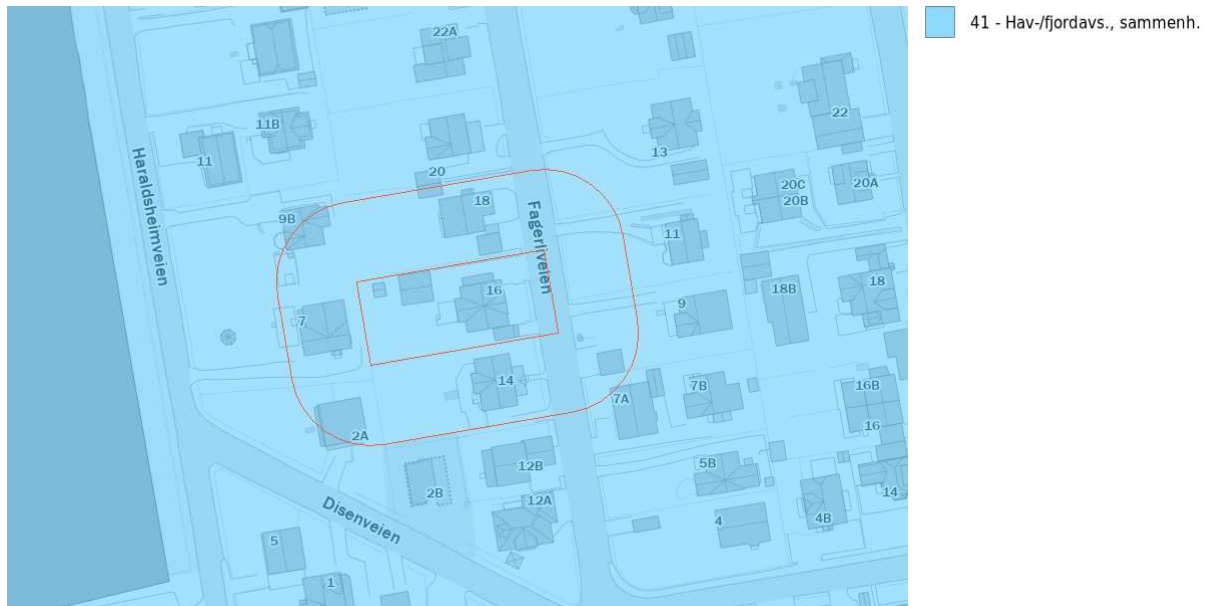 41 - Hav-/fjordavs., sammenh.
22A
11B
11
20
13
22
20C
20B
20A
9B
18
11
Haraldsheimveien
Fagerliveien
7
16
9
18B
18
14
7A
7B
16B
16
2A
12B
5B
2B
12A
4
4B
14
Disenveien
5
1